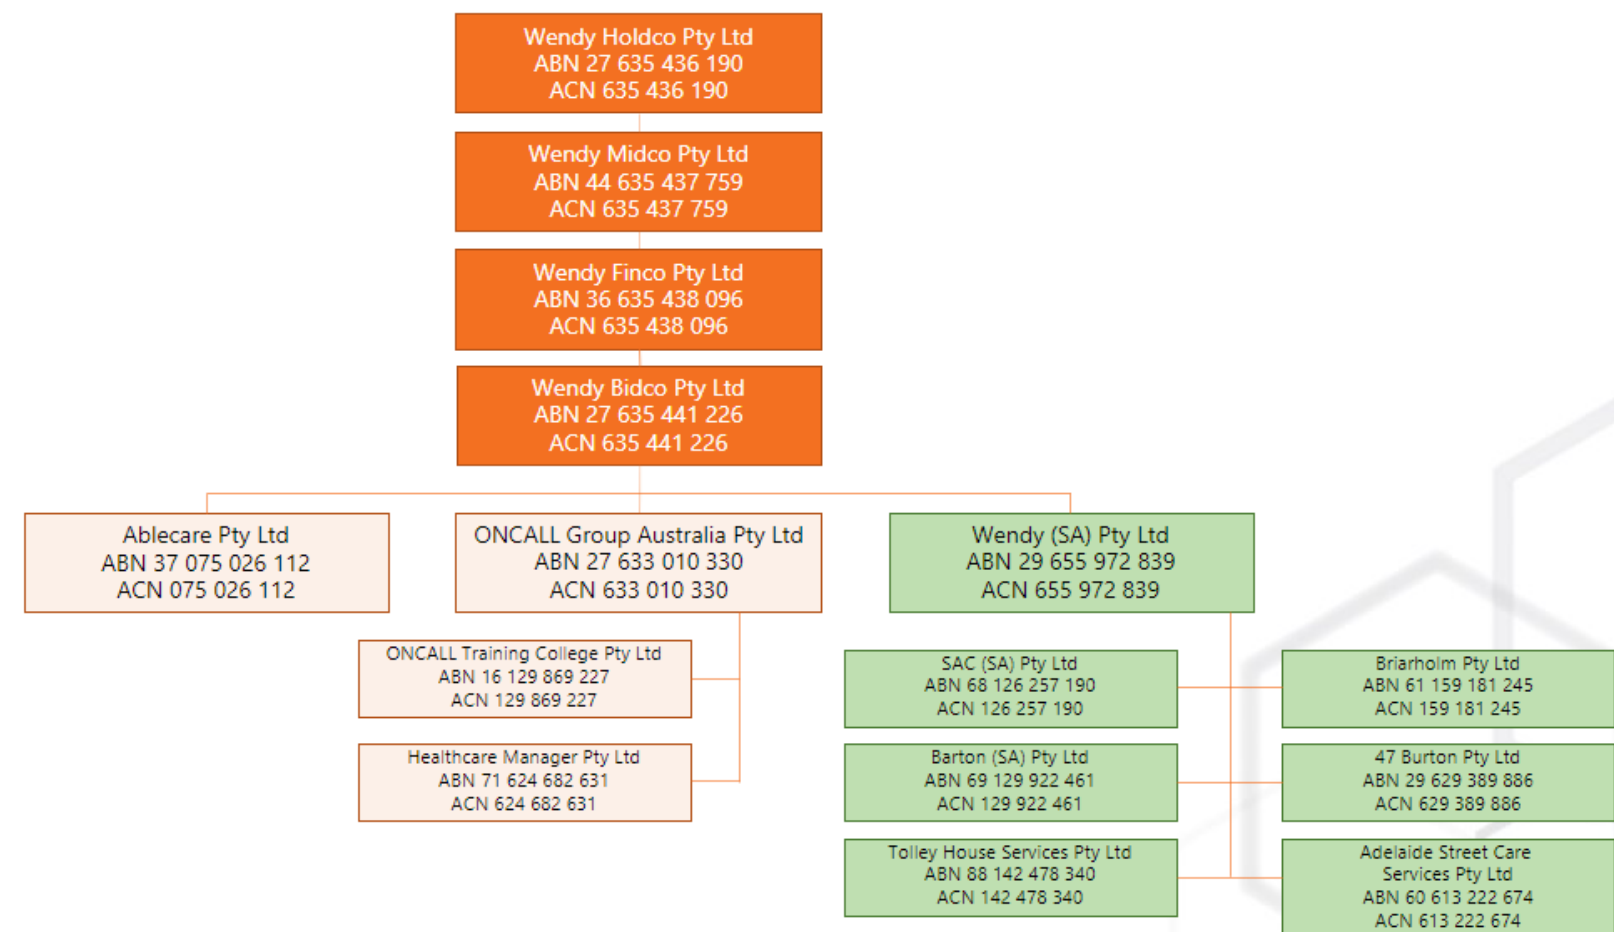 Wendy Holdco Pty Ltd
ABN 27 635 436 190
ACN 635 436 190
Wendy Midco Pty Ltd
ABN 44 635 437 759
ACN 635 437 759
Wendy Finco Pty Ltd
ABN 36 635 438 096
ACN 635 438 096
Wendy Bidco Pty Ltd
ABN 27 635 441 226
ACN 635 441 226
Ablecare Pty Ltd
ABN 37 075 026 112
ACN 075 026 112
ONCALL Group Australia Pty Ltd
ABN 27 633 010 330
ACN 633 010 330
Wendy (SA) Pty Ltd
ABN 29 655 972 839
ACN 655 972 839
ONCALL Training College Pty Ltd
ABN 16 129 869 227
ACN 129 869 227
Healthcare Manager Pty Ltd
ABN 71 624 682 631
ACN 624 682 631
SAC (SA) Pty Ltd
ABN 68 126 257 190
ACN 126 257 190
Briarholm Pty Ltd
ABN 61 159 181 245
ACN 159 181 245
Barton (SA) Pty Ltd
ABN 69 129 922 461
ACN 129 922 461
47 Burton Pty Ltd
ABN 29 629 389 886
ACN 629 389 886
Tolley House Services Pty Ltd
ABN 88 142 478 340
ACN 142 478 340
Adelaide Street Care
Services Pty Ltd
ABN 60 613 222 674
ACN 613 222 674